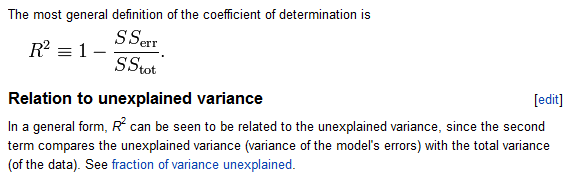 The most general definition of the coefficient of determination is
R² ≡ 1 − SS_err / SS_tot.
Relation to unexplained variance [edit]
In a general form, R² can be seen to be related to the unexplained variance, since the second
term compares the unexplained variance (variance of the model's errors) with the total variance
(of the data). See fraction of variance unexplained.